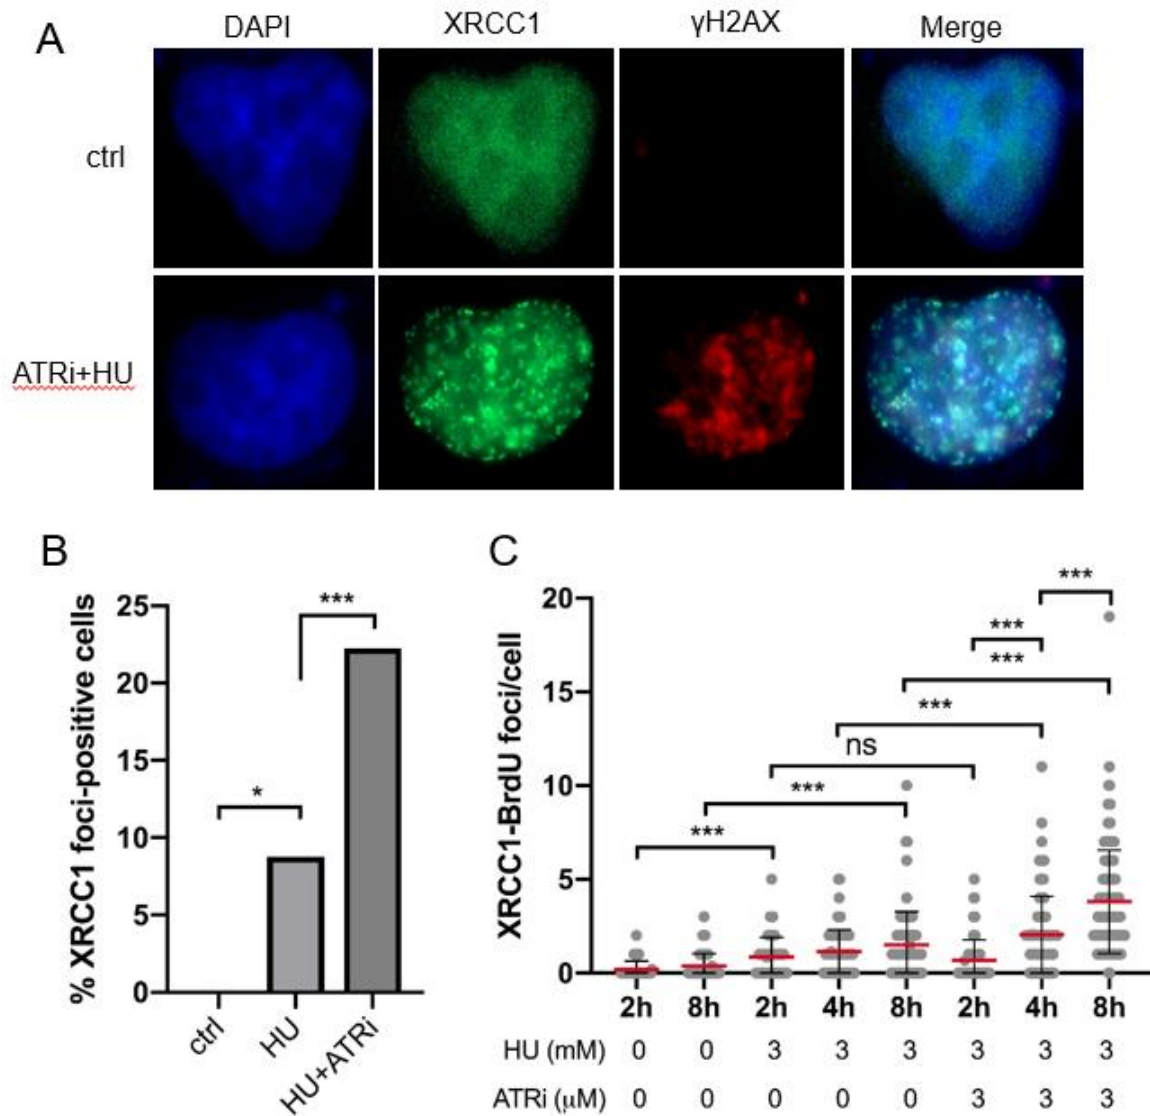 A
DAPI XRCC1 γH2AX Merge
ctrl
ATRi+HU
B
% XRCC1 foci-positive cells
25
20
15
10
5
0
*
***
ctrl HU HU+ATRi
C
XRCC1-BrdU foci/cell
20
15
10
5
0
***
***
***
***
ns
***
***
2h 8h 2h 4h 8h 2h 4h 8h
HU (mM) 0 0 3 3 3 3 3 3
ATRi (μM) 0 0 0 0 0 3 3 3